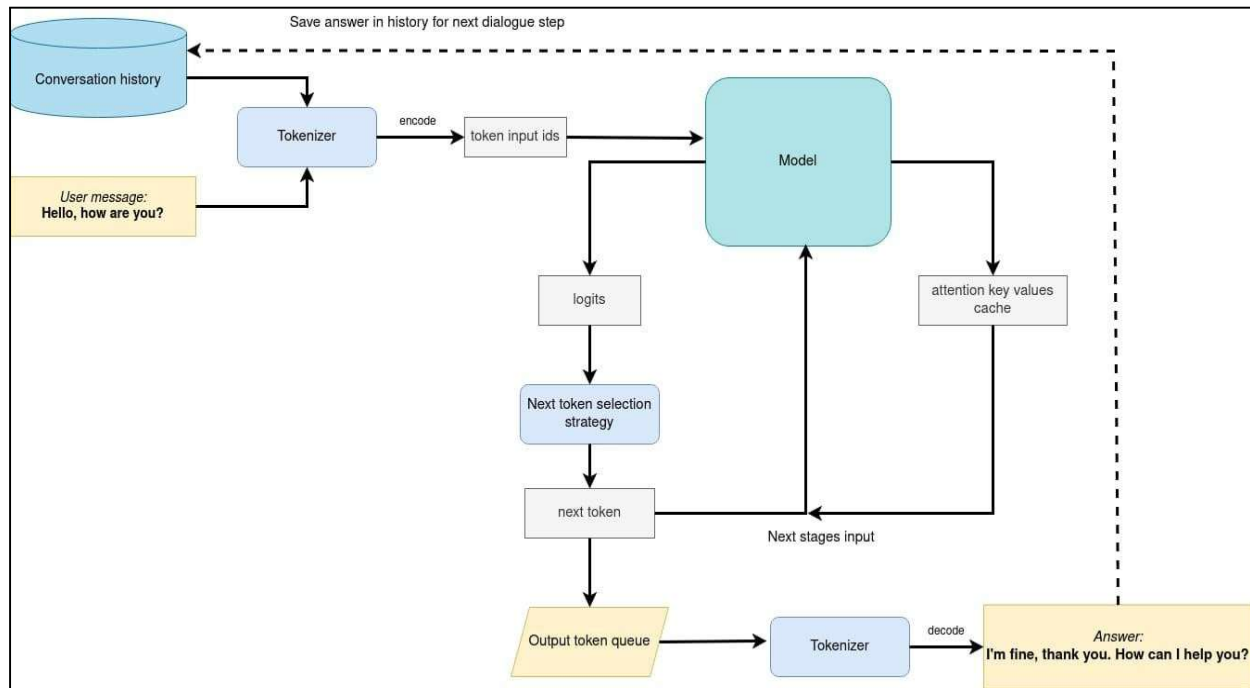 Save answer in history for next dialogue step
Conversation history
Tokenizer
encode
token input ids
Model
User message:
Hello, how are you?
logits
attention key values
cache
Next token selection
strategy
next token
Next stages input
Output token queue
Tokenizer
decode
Answer:
I'm fine, thank you. How can I help you?